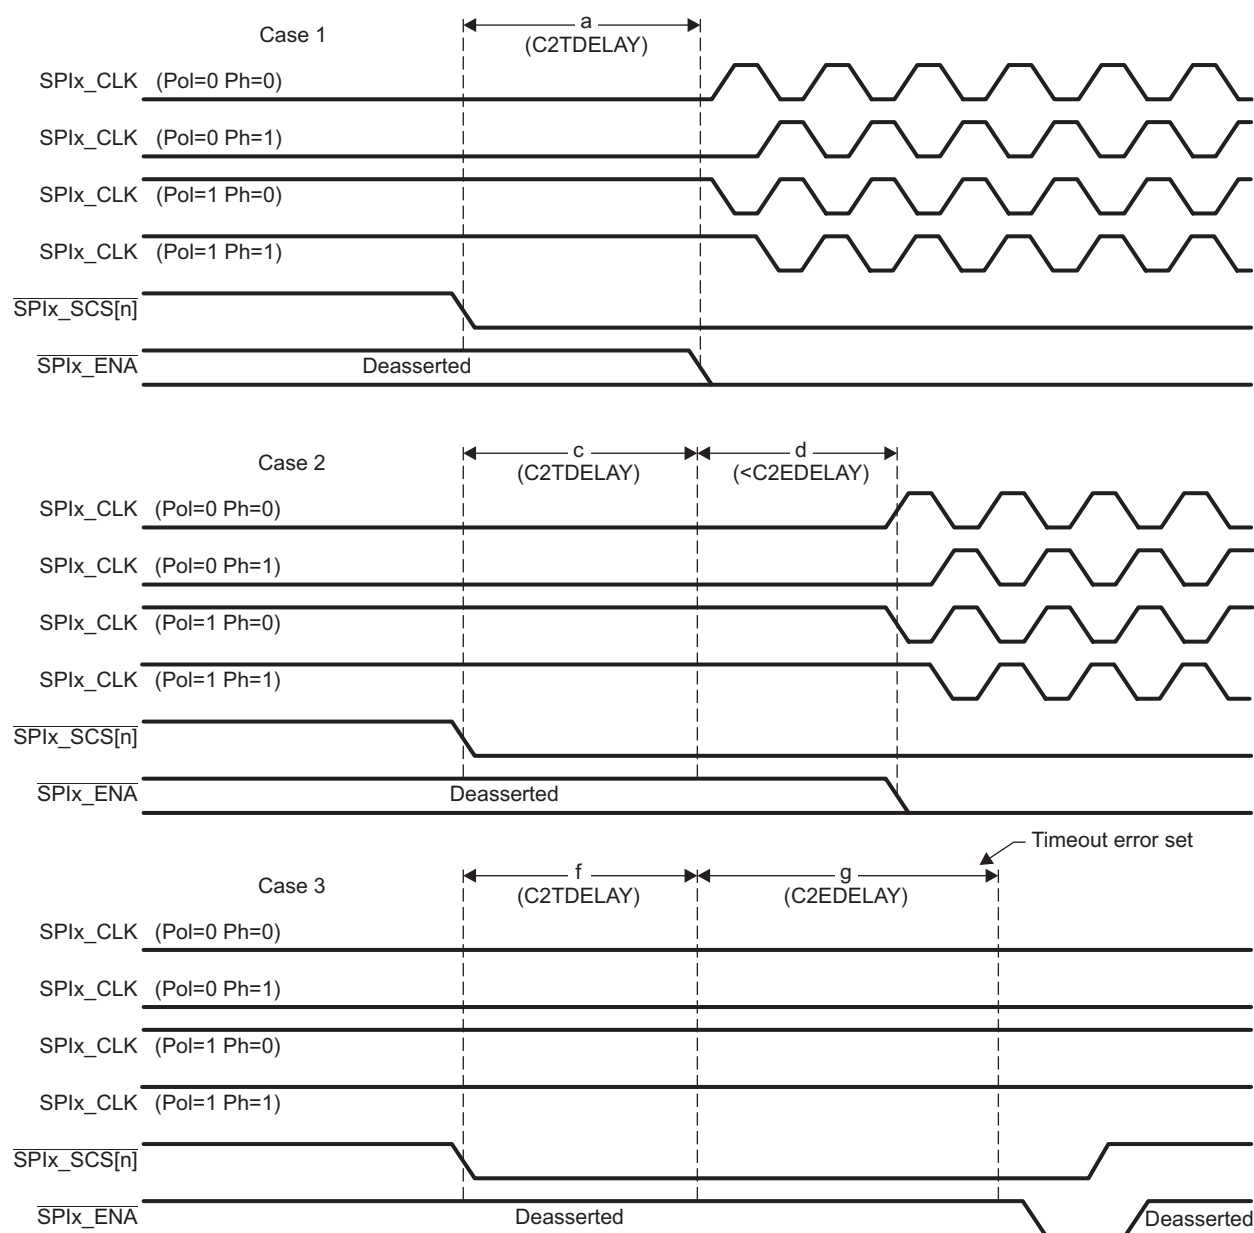 Case 1
a
(C2TDELAY)
SPIx_CLK (Pol=0 Ph=0)
SPIx_CLK (Pol=0 Ph=1)
SPIx_CLK (Pol=1 Ph=0)
SPIx_CLK (Pol=1 Ph=1)
SPIx_SCS[n]
SPIx_ENA
Deasserted
Case 2
c
(C2TDELAY)
d
(<C2EDELAY)
SPIx_CLK (Pol=0 Ph=0)
SPIx_CLK (Pol=0 Ph=1)
SPIx_CLK (Pol=1 Ph=0)
SPIx_CLK (Pol=1 Ph=1)
SPIx_SCS[n]
SPIx_ENA
Deasserted
Timeout error set
Case 3
f
(C2TDELAY)
g
(C2EDELAY)
SPIx_CLK (Pol=0 Ph=0)
SPIx_CLK (Pol=0 Ph=1)
SPIx_CLK (Pol=1 Ph=0)
SPIx_CLK (Pol=1 Ph=1)
SPIx_SCS[n]
SPIx_ENA
Deasserted
Deasserted